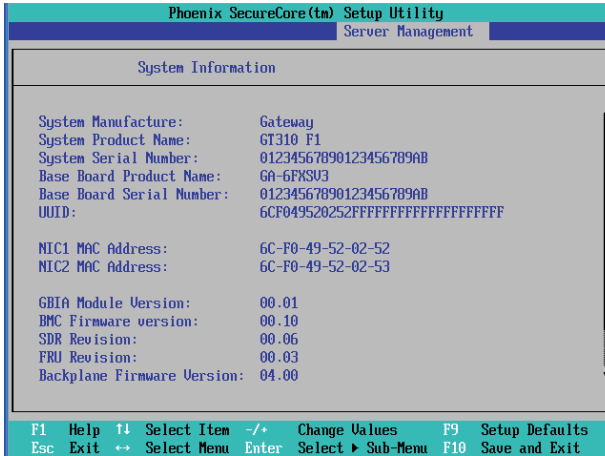 Phoenix SecureCore(tm) Setup Utility
Server Management
System Information
System Manufacture: Gateway
System Product Name: GT310 F1
System Serial Number: 01234567890123456789AB
Base Board Product Name: GA-6FXSV3
Base Board Serial Number: 01234567890123456789AB
UUID: 6CF049520252FFFFFFFFFFFFFFFFFFFF
NIC1 MAC Address: 6C-F0-49-52-02-52
NIC2 MAC Address: 6C-F0-49-52-02-53
GBIA Module Version: 00.01
BMC Firmware version: 00.10
SDR Revision: 00.06
FRU Revision: 00.03
Backplane Firmware Version: 04.00
F1 Help ↑↓ Select Item -/+ Change Values F9 Setup Defaults
Esc Exit ↔ Select Menu Enter Select ▶ Sub-Menu F10 Save and Exit